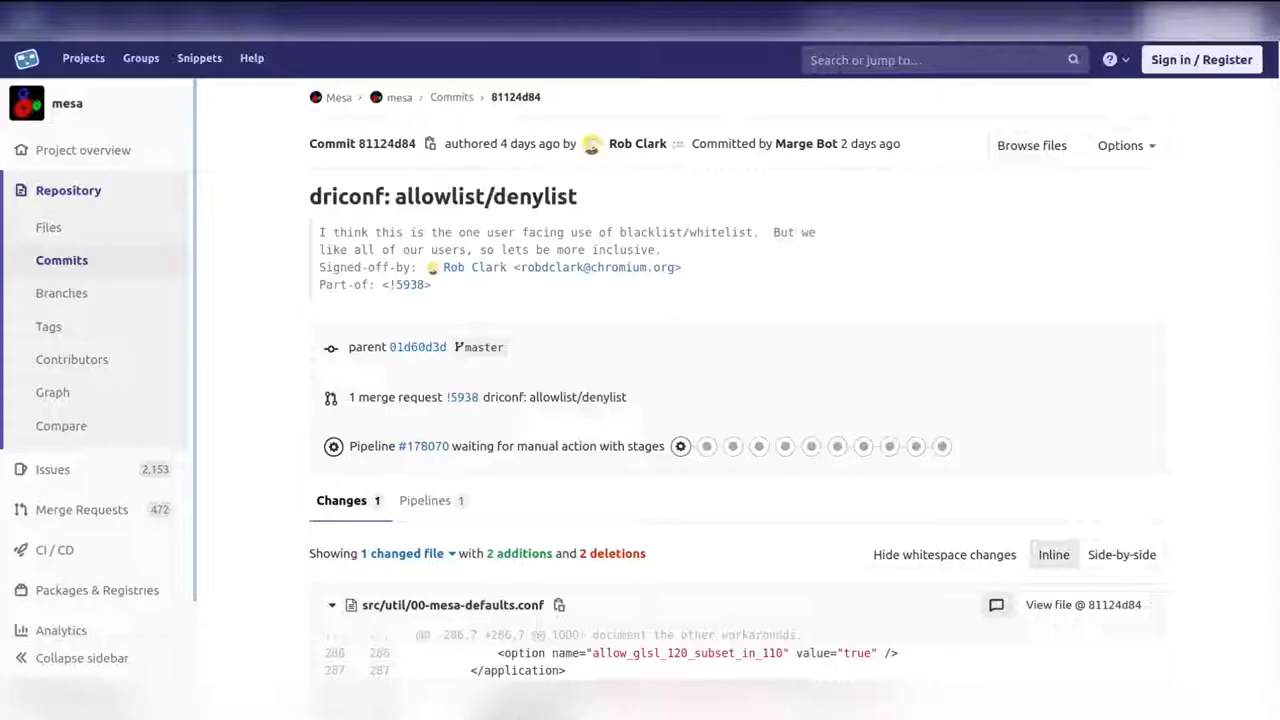 Projects Groups Snippets Help Search or jump to... Sign in / Register
mesa
Project overview
Repository
Files
Commits
Branches
Tags
Contributors
Graph
Compare
Issues 2,153
Merge Requests 472
CI / CD
Packages & Registries
Analytics
Collapse sidebar
Mesa › mesa › Commits › 81124d84
Commit 81124d84 authored 4 days ago by Rob Clark Committed by Marge Bot 2 days ago Browse files Options
driconf: allowlist/denylist
I think this is the one user facing use of blacklist/whitelist. But we
like all of our users, so lets be more inclusive.
Signed-off-by: Rob Clark <robdclark@chromium.org>
Part-of: <!5938>
parent 01d60d3d master
1 merge request !5938 driconf: allowlist/denylist
Pipeline #178070 waiting for manual action with stages
Changes 1 Pipelines 1
Showing 1 changed file with 2 additions and 2 deletions Hide whitespace changes Inline Side-by-side
src/util/00-mesa-defaults.conf View file @ 81124d84
@@ -286,7 +286,7 @@ TODO: document the other workarounds.
286 286 <option name="allow_glsl_120_subset_in_110" value="true" />
287 287 </application>